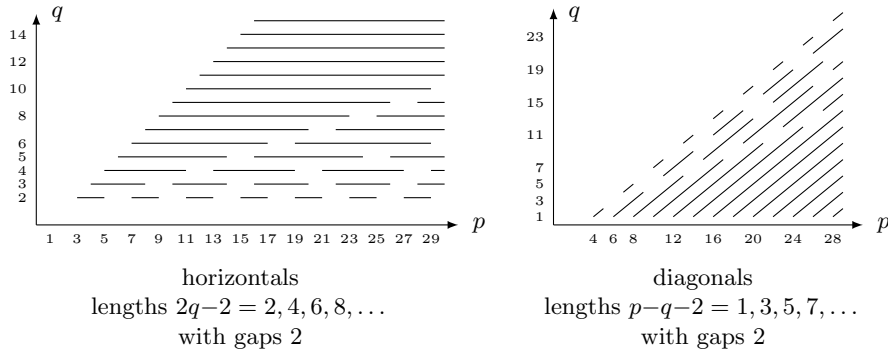 q
14
12
10
8
6
5
4
3
2
1 3 5 7 9 11 13 15 17 19 21 23 25 27 29
p
horizontals
lengths 2q−2 = 2, 4, 6, 8, . . .
with gaps 2
q
23
19
15
11
7
5
3
1
4 6 8 12 16 20 24 28
p
diagonals
lengths p−q−2 = 1, 3, 5, 7, . . .
with gaps 2